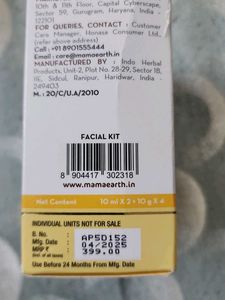 10th & 11th Floor, Capital Cyberscape,
Sector 59, Gurugram, Haryana, India -
122101
FOR QUERIES, CONTACT : Customer
Care Manager, Honasa Consumer Ltd.,
(above-mentioned address)
Call : +91 8901555444
Email : care@mamaearth.in
MANUFACTURED BY : Indo Herbal
Products, Unit-2, Plot No. 28-29, Sector 1B,
IIE, Sidcul, Ranipur, Haridwar, India -
249403
M. : 20/C/U.A/2010
FACIAL KIT
8 904417 302318
www.mamaearth.in
Net Content 10 ml X 2 + 10 g X 4
INDIVIDUAL UNITS NOT FOR SALE
B. No. : AP5D152
Mfg. Date : 04/2025
MRP ₹ : 399.00
Use Before 24 Months From Mfg. Date